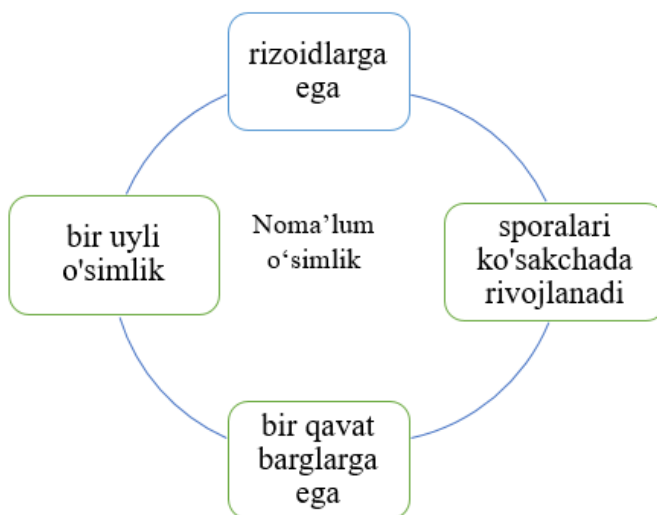 rizoidlarga
ega
Noma’lum
o‘simlik
bir uyli
o'simlik
sporalari
ko'sakchada
rivojlanadi
bir qavat
barglarga
ega